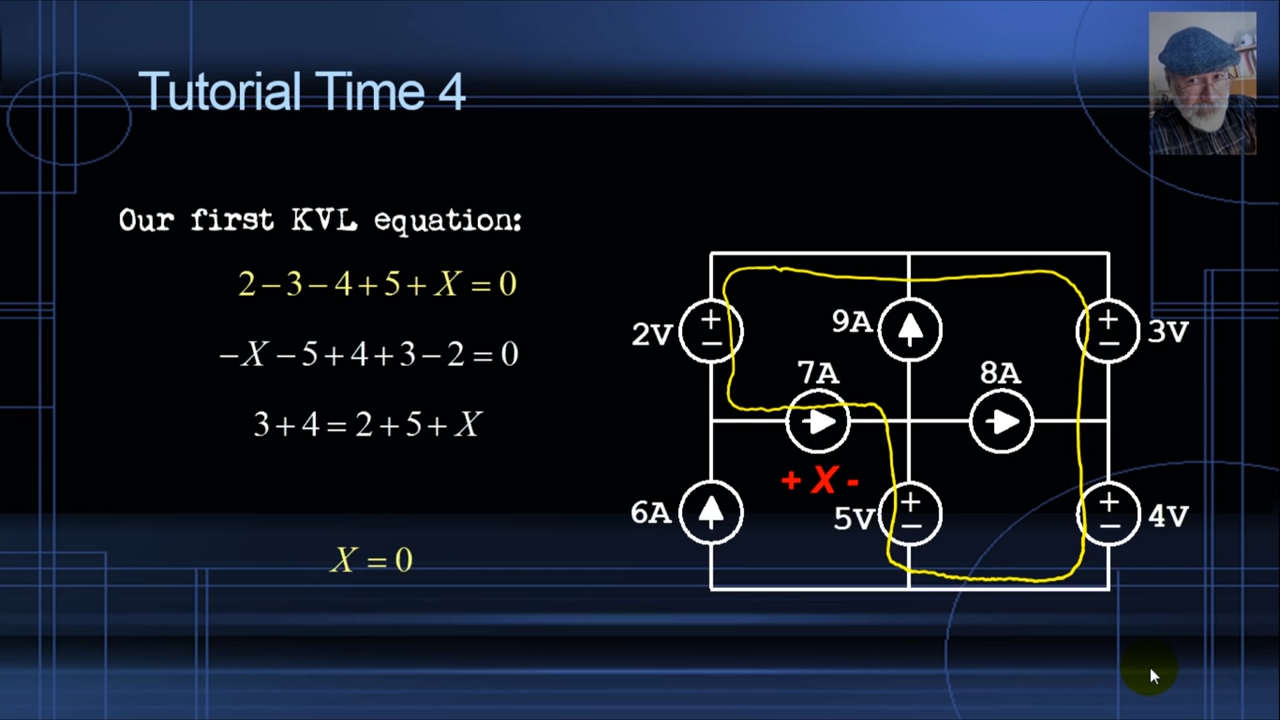 Tutorial Time 4
Our first KVL equation:
2 − 3 − 4 + 5 + X = 0
−X − 5 + 4 + 3 − 2 = 0
3 + 4 = 2 + 5 + X
X = 0
2V
+
−
9A
+
−
3V
7A
8A
+ X -
6A
5V
+
−
+
−
4V